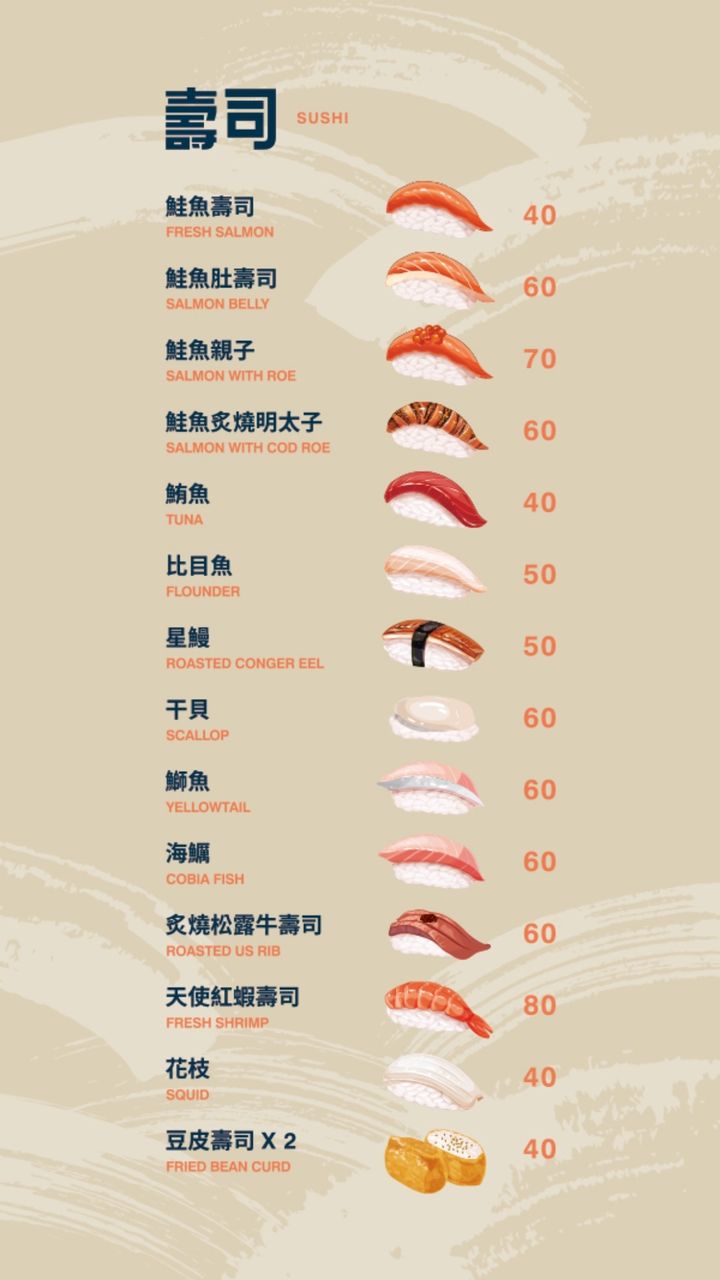 壽司 SUSHI
鮭魚壽司 40
FRESH SALMON
鮭魚肚壽司 60
SALMON BELLY
鮭魚親子 70
SALMON WITH ROE
鮭魚炙燒明太子 60
SALMON WITH COD ROE
鮪魚 40
TUNA
比目魚 50
FLOUNDER
星鰻 50
ROASTED CONGER EEL
干貝 60
SCALLOP
鰤魚 60
YELLOWTAIL
海鱺 60
COBIA FISH
炙燒松露牛壽司 60
ROASTED US RIB
天使紅蝦壽司 80
FRESH SHRIMP
花枝 40
SQUID
豆皮壽司 X 2 40
FRIED BEAN CURD